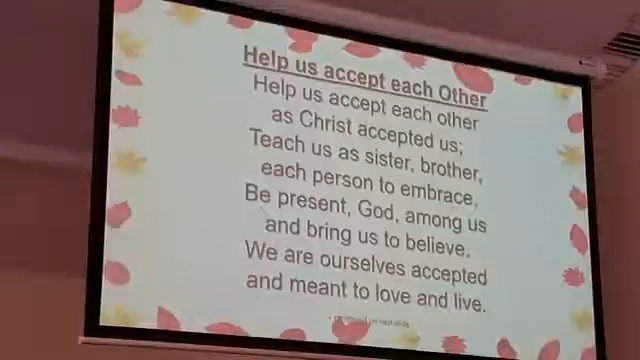 Help us accept each Other
Help us accept each other
as Christ accepted us;
Teach us as sister, brother,
each person to embrace,
Be present, God, among us
and bring us to believe,
We are ourselves accepted
and meant to love and live.